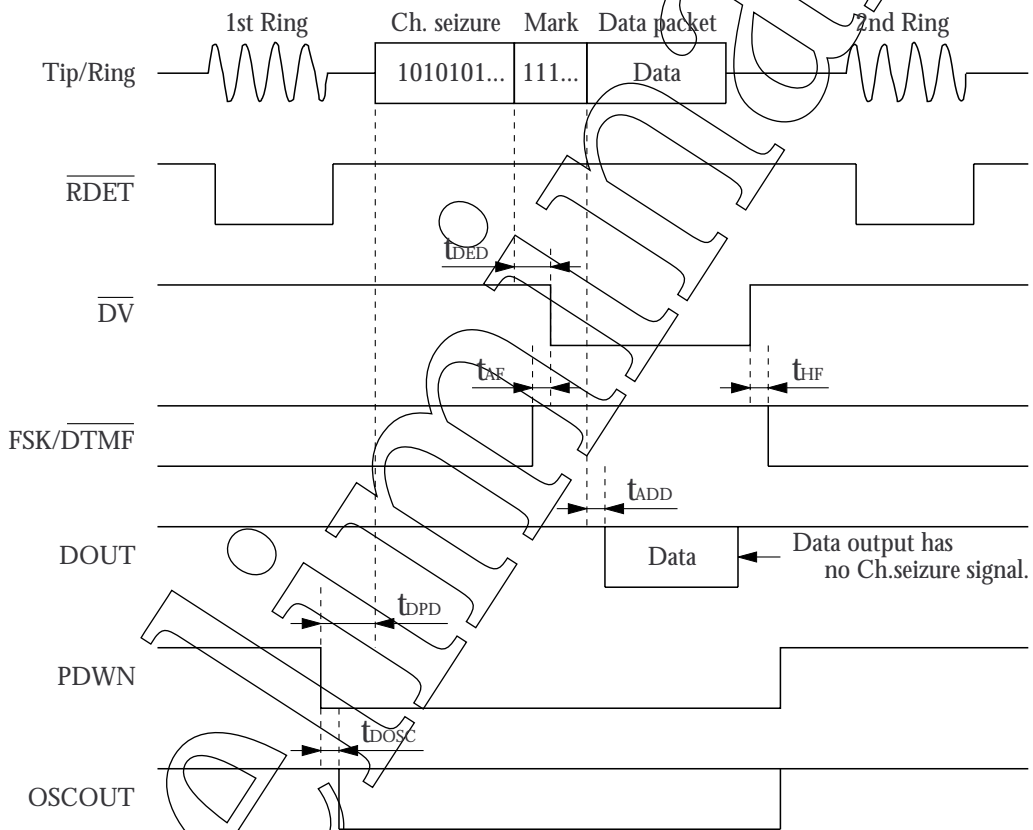 1st Ring Ch. seizure Mark Data packet 2nd Ring
Tip/Ring 1010101... 111... Data
RDET
tDED
DV
tAF tHF
FSK/DTMF
tADD
DOUT Data Data output has
no Ch.seizure signal.
tDPD
PDWN
tDOSC
OSCOUT